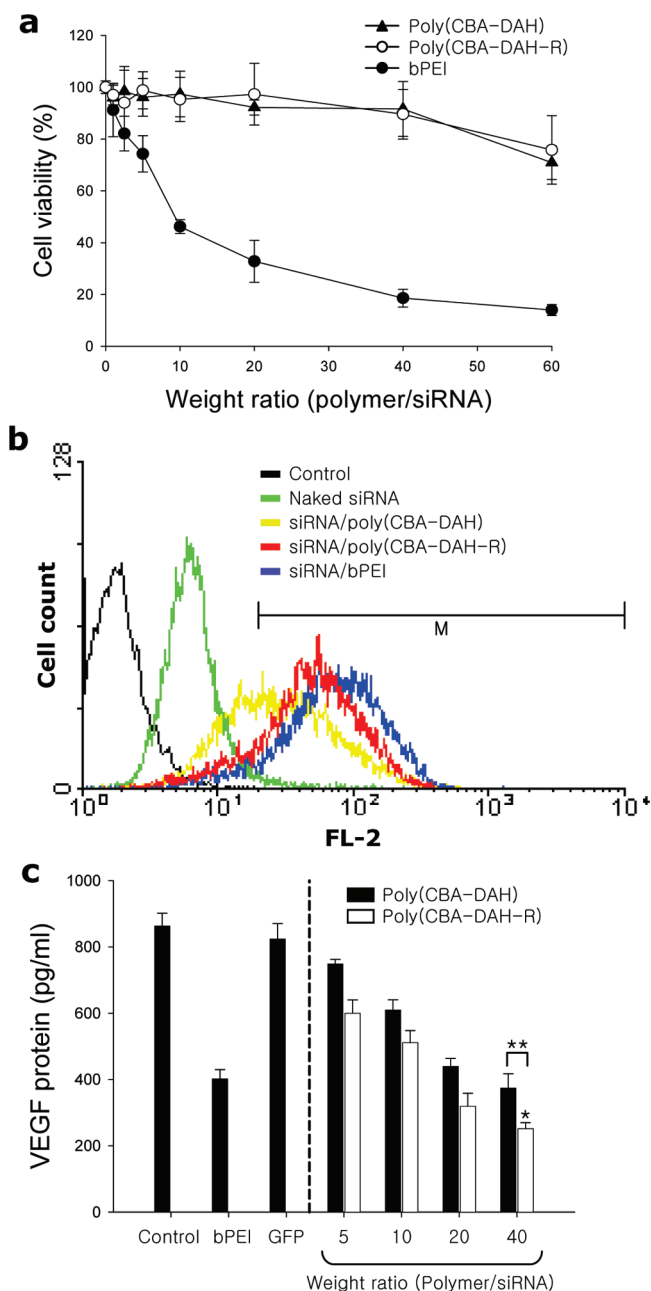 a
Poly(CBA-DAH)
Poly(CBA-DAH-R)
bPEI
120
100
80
60
40
20
0
Cell viability (%)
0 10 20 30 40 50 60
Weight ratio (polymer/siRNA)
b
128
0
Cell count
Control
Naked siRNA
siRNA/poly(CBA-DAH)
siRNA/poly(CBA-DAH-R)
siRNA/bPEI
M
10⁰ 10¹ 10² 10³ 10⁴
FL-2
c
1000
800
600
400
200
0
VEGF protein (pg/ml)
Poly(CBA-DAH)
Poly(CBA-DAH-R)
**
*
Control bPEI GFP 5 10 20 40
Weight ratio (Polymer/siRNA)